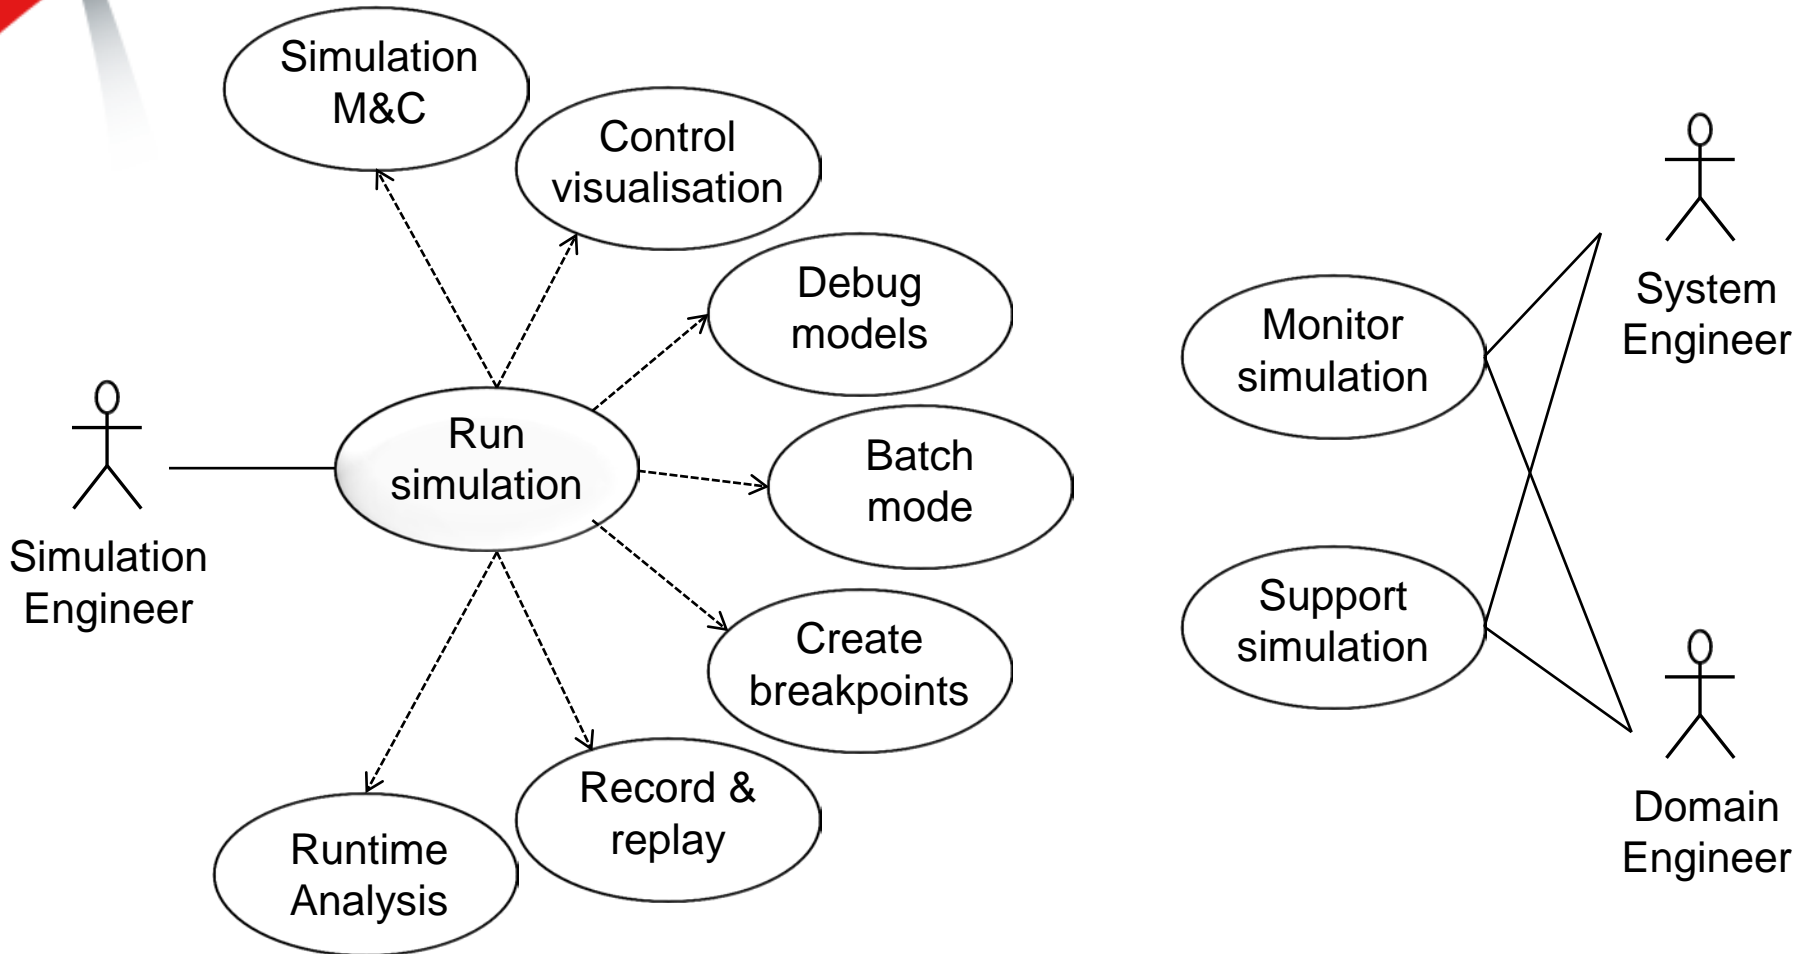 Simulation
M&C
Control
visualisation
Debug
models
Run
simulation
Batch
mode
Simulation
Engineer
Create
breakpoints
Record &
replay
Runtime
Analysis
Monitor
simulation
Support
simulation
System
Engineer
Domain
Engineer